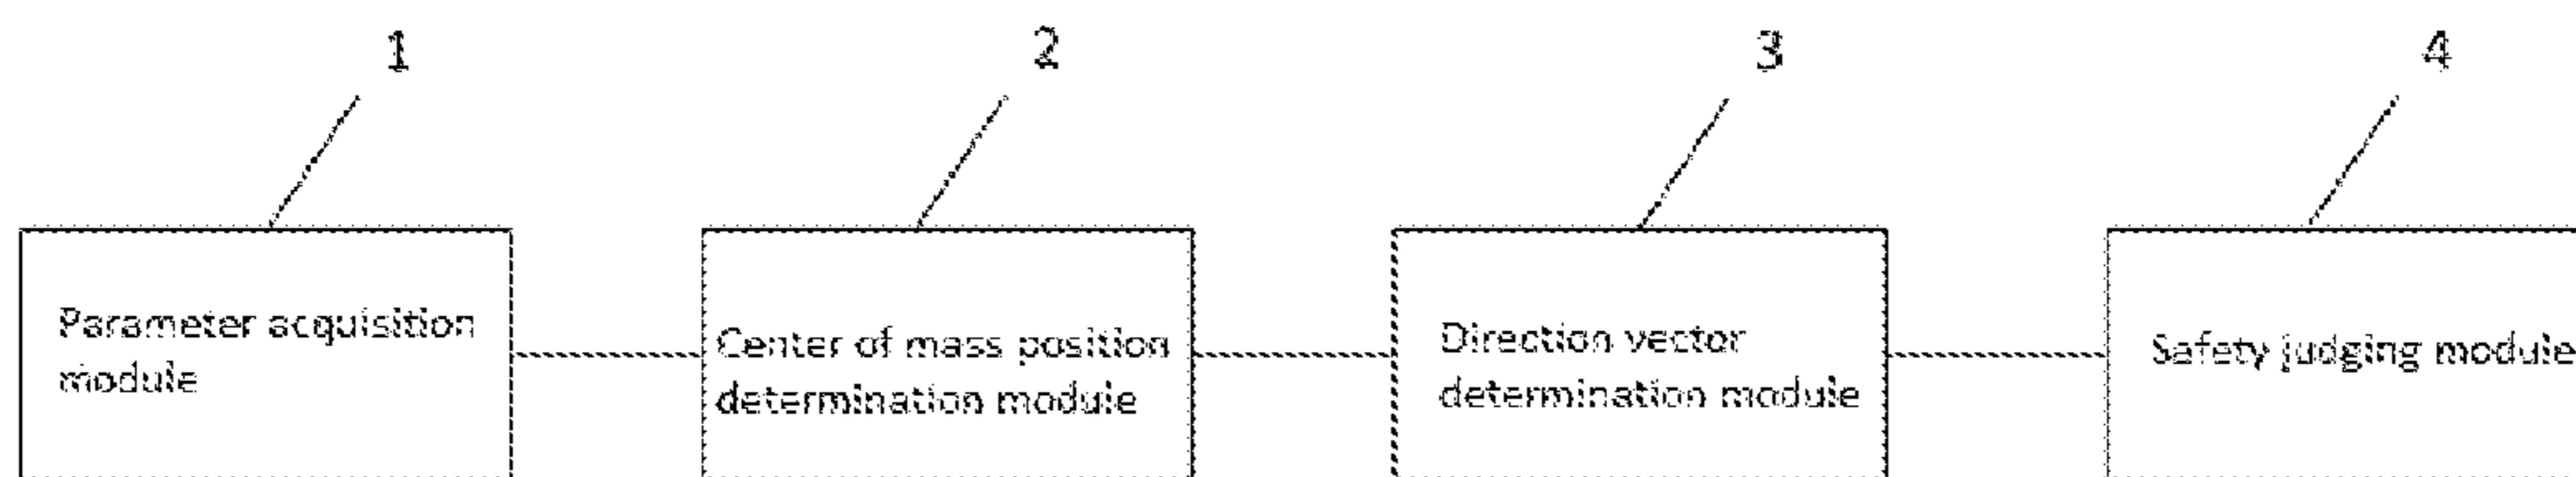 1
2
3
4
Parameter acquisition
module
Center of mass position
determination module
Direction vector
determination module
Safety judging module